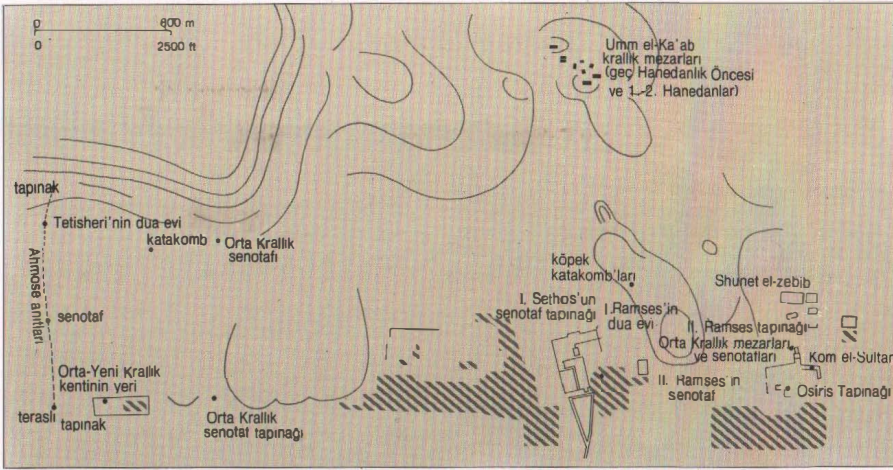 0 800 m
0 2500 ft
Umm el-Ka'ab
krallık mezarları
(geç Hanedanlık Öncesi
ve 1.-2. Hanedanlar)
tapınak
Tetisheri'nin dua evi
katakomb
Orta Krallık
senotafı
Ahmose anıtları
senotaf
Orta-Yeni Krallık
kentinin yeri
teraslı
tapınak
Orta Krallık
senotaf tapınağı
köpek
katakomb'ları
I. Sethos'un
senotaf tapınağı
I.Ramses'in
dua evi
Shunet el-zebib
II. Ramses tapınağı
Orta Krallık mezarları
ve senotatları
Kom el-Sultan
II. Ramses'in
senotaf
Osiris Tapınağı